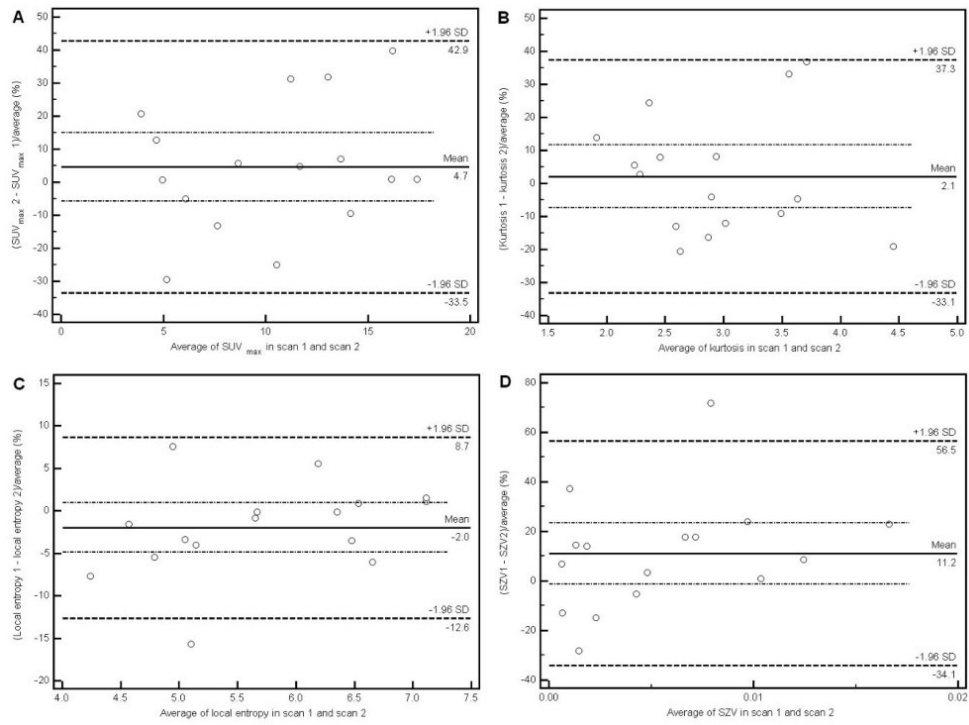 A
(SUVmax 2 - SUVmax 1)/average (%)
50
40
30
20
10
0
-10
-20
-30
-40
+1.96 SD
42.9
Mean
4.7
-1.96 SD
-33.5
0
5
10
15
20
Average of SUV max in scan 1 and scan 2
B
(Kurtosis 1 - kurtosis 2)/average (%)
50
40
30
20
10
0
-10
-20
-30
-40
+1.96 SD
37.3
Mean
2.1
-1.96 SD
-33.1
1.5
2.0
2.5
3.0
3.5
4.0
4.5
5.0
Average of kurtosis in scan 1 and scan 2
C
(Local entropy 1 - local entropy 2)/average (%)
15
10
5
0
-5
-10
-15
-20
+1.96 SD
8.7
Mean
-2.0
-1.96 SD
-12.6
4.0
4.5
5.0
5.5
6.0
6.5
7.0
7.5
Average of local entropy in scan 1 and scan 2
D
(SZV1 - SZV2)/average (%)
80
60
40
20
0
-20
-40
+1.96 SD
56.5
Mean
11.2
-1.96 SD
-34.1
0.00
0.01
0.02
Average of SZV in scan 1 and scan 2